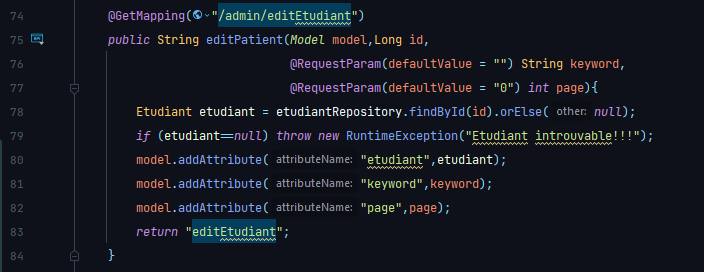 74 @GetMapping("/admin/editEtudiant")
75 public String editPatient(Model model,Long id,
76 @RequestParam(defaultValue = "") String keyword,
77 @RequestParam(defaultValue = "0") int page){
78 Etudiant etudiant = etudiantRepository.findById(id).orElse( other: null);
79 if (etudiant==null) throw new RuntimeException("Etudiant introuvable!!!");
80 model.addAttribute( attributeName: "etudiant",etudiant);
81 model.addAttribute( attributeName: "keyword",keyword);
82 model.addAttribute( attributeName: "page",page);
83 return "editEtudiant";
84 }